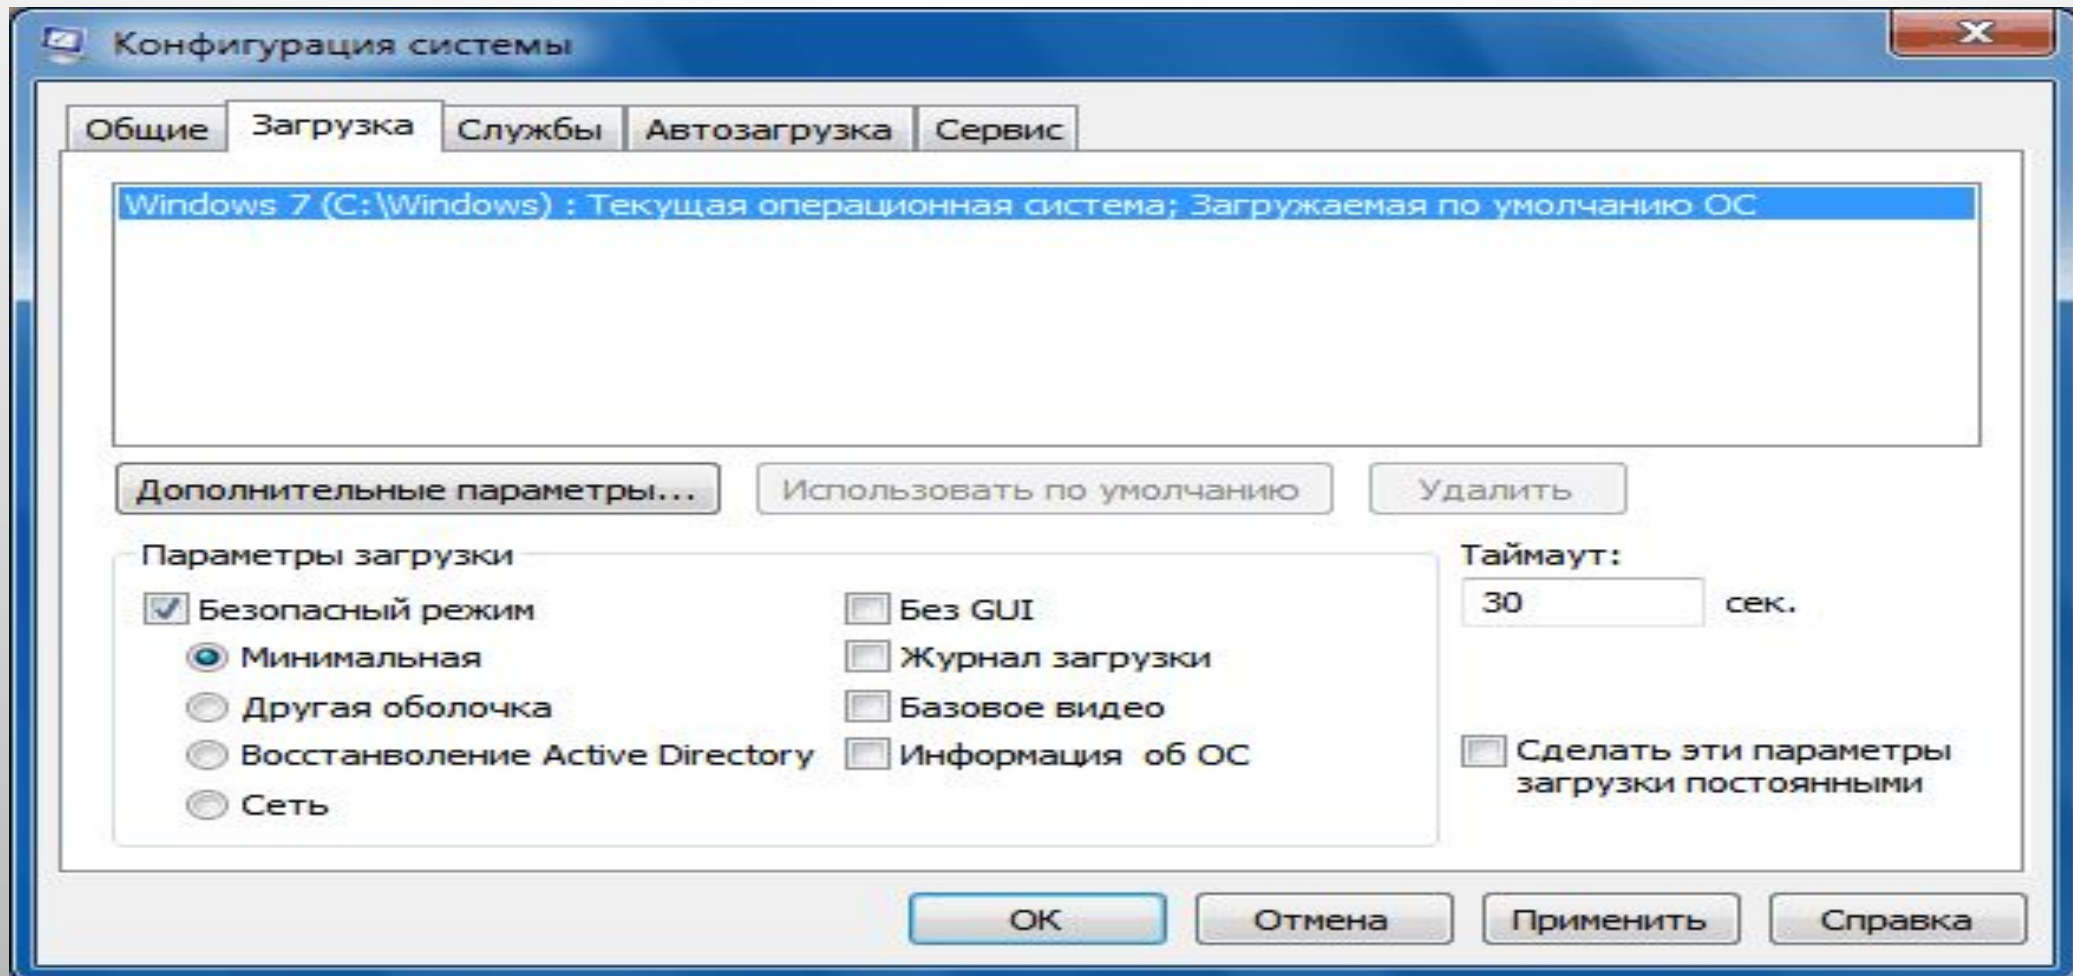 Конфигурация системы
Общие
Загрузка
Службы
Автозагрузка
Сервис
Windows 7 (C:\Windows) : Текущая операционная система; Загружаемая по умолчанию ОС
Дополнительные параметры...
Использовать по умолчанию
Удалить
Параметры загрузки
Безопасный режим
Минимальная
Другая оболочка
Восстанволение Active Directory
Сеть
Без GUI
Журнал загрузки
Базовое видео
Информация об ОС
Таймаут:
30 сек.
Сделать эти параметры
загрузки постоянными
ОК
Отмена
Применить
Справка